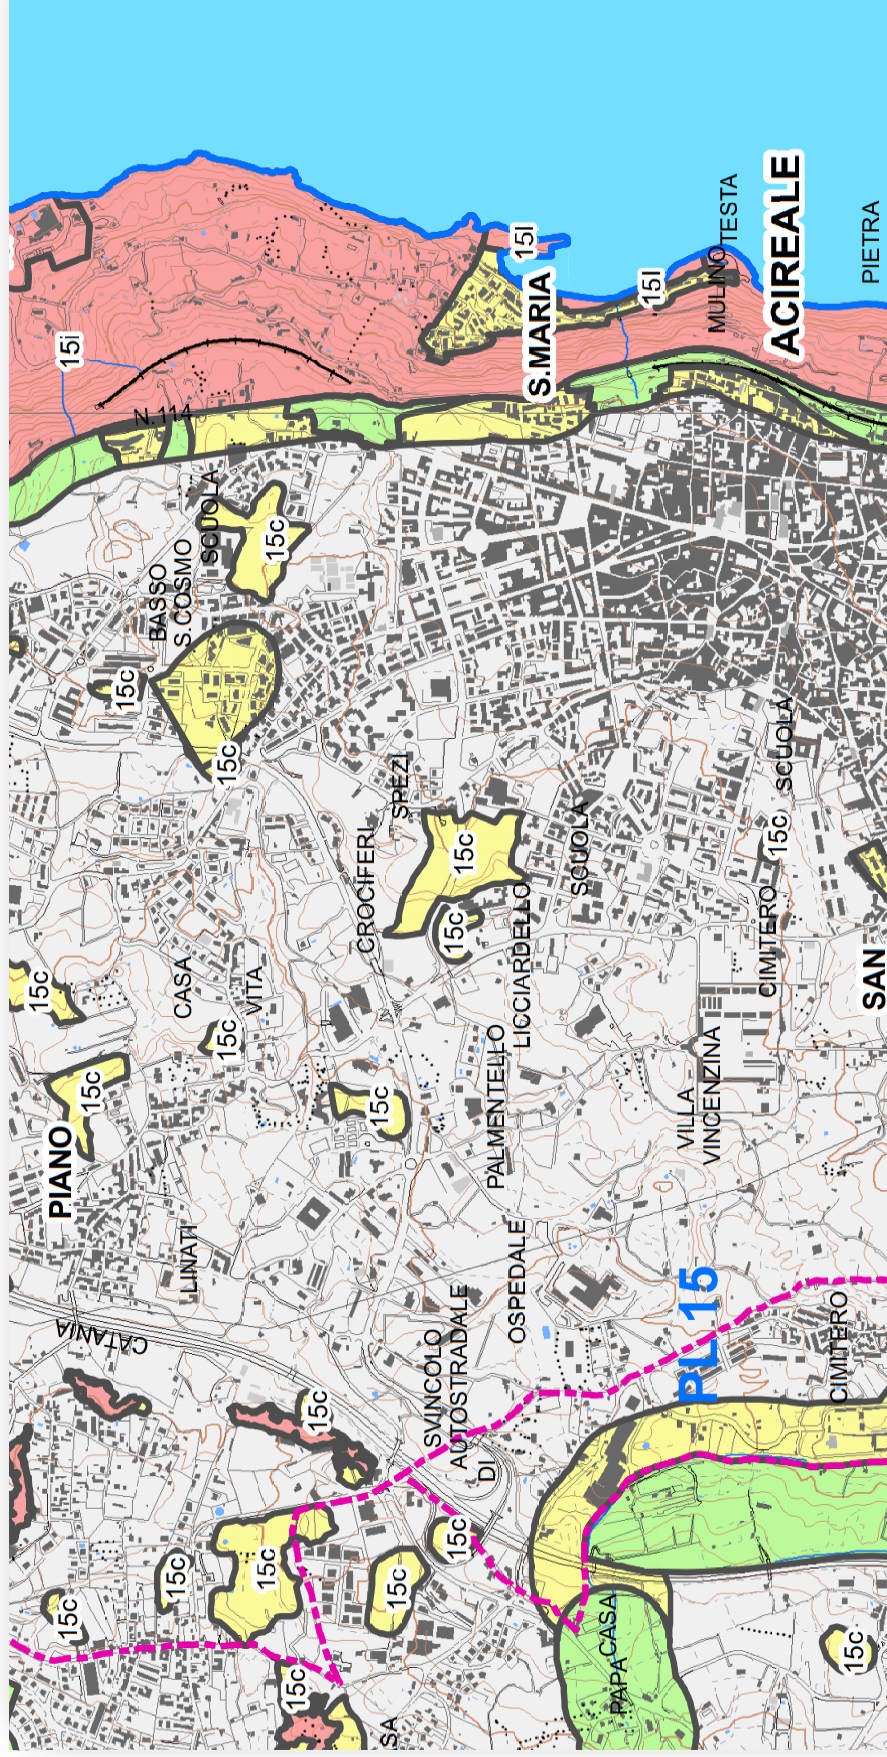 15i
N.114
SCUOLA
BASSO
S.COSMO
15c
15c
15c
15l
S.MARIA
15l
MULINO
TESTA
ACIREALE
PIETRA
SPEZI
CROCIFERI
15c
15c
LICCIARDELLO
SCUOLA
SCUOLA
15c
CIMITERO
SAN
15c
CASA
VITA
15c
15c
PIANO
15c
PALMENTELLO
VILLA
VINCENZINA
LINATI
CATANIA
OSPEDALE
SVINCOLO
AUTOSTRADALE
DI
PL 15
CIMITERO
15c
15c
15c
15c
15c
15c
15c
CASA
PAPA
15c
SA